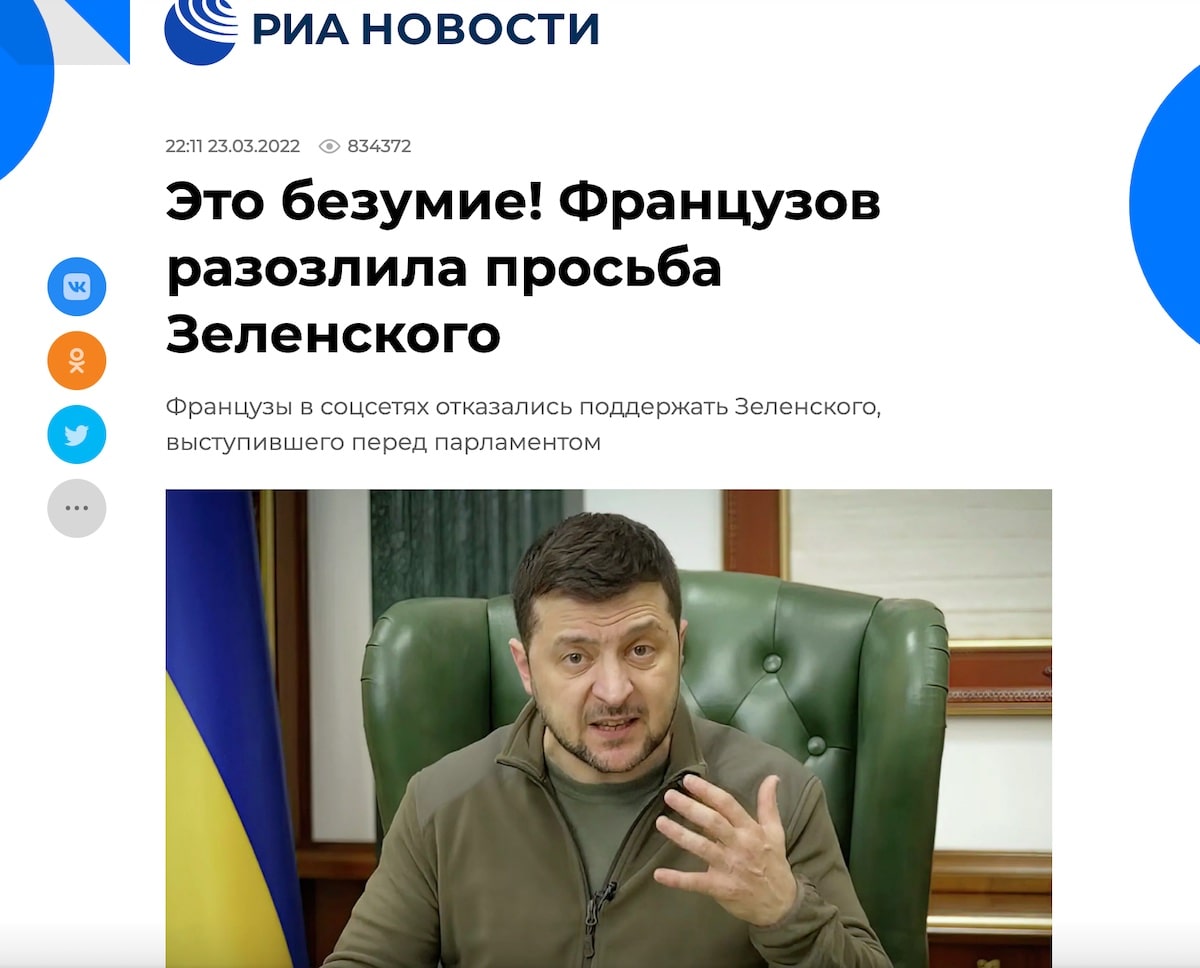 РИА НОВОСТИ
22:11 23.03.2022 834372
Это безумие! Французов
разозлила просьба
Зеленского
Французы в соцсетях отказались поддержать Зеленского,
выступившего перед парламентом